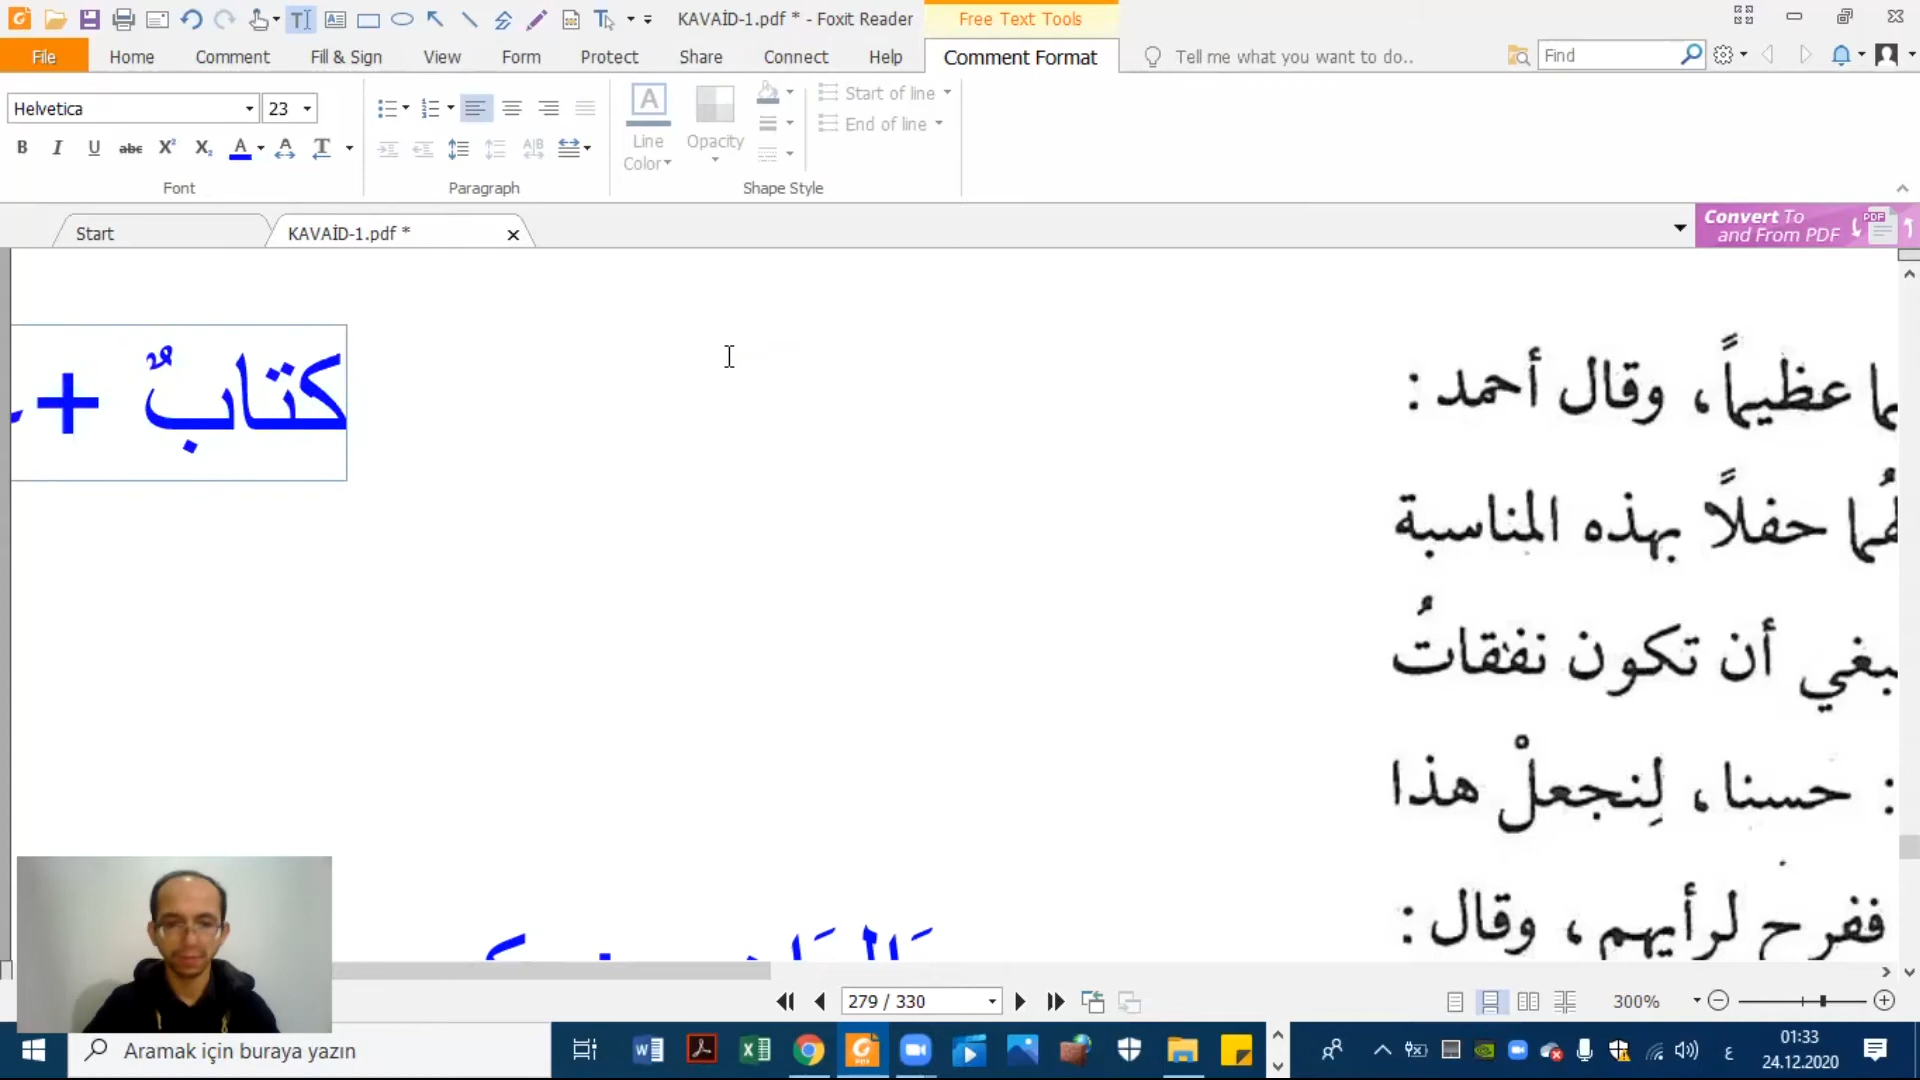 KAVAİD-1.pdf * - Foxit Reader
Free Text Tools
File
Home
Comment
Fill & Sign
View
Form
Protect
Share
Connect
Help
Comment Format
Tell me what you want to do..
Find
Helvetica
23
B I U abc X² X₂ A A T
Font
Paragraph
Line Color
Opacity
Shape Style
Start of line
End of line
Start
KAVAİD-1.pdf *
Convert To
and From PDF
كتابٌ +
عظيماً ، وقال أحمد :
حفلاً بهذه المناسبة
أن تكون نفقاتُ
: حسنا ، لِنجعلْ هذا
ففرح لرأيهم ، وقال :
279 / 330
300%
Aramak için buraya yazın
ع
01:33
24.12.2020